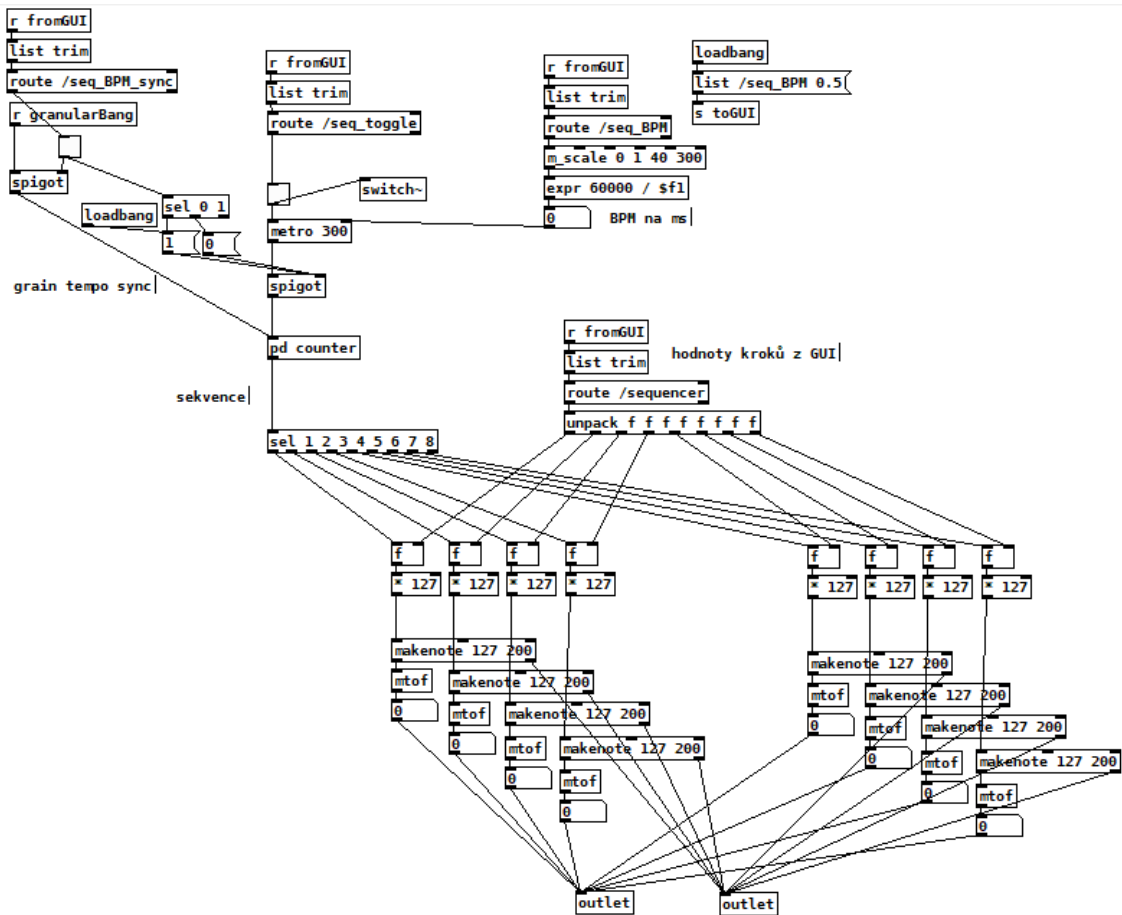 r fromGUI
list trim
route /seq_BPM_sync
r granularBang
spigot
sel 0 1
loadbang
1
0
grain tempo sync
r fromGUI
list trim
route /seq_toggle
switch~
metro 300
spigot
pd counter
sekvence
sel 1 2 3 4 5 6 7 8
r fromGUI
list trim
route /seq_BPM
m_scale 0 1 40 300
expr 60000 / $f1
0
BPM na ms
loadbang
list /seq_BPM 0.5
s toGUI
r fromGUI
list trim
route /sequencer
unpack f f f f f f f f
hodnoty kroků z GUI
f
f
f
f
* 127
* 127
* 127
* 127
makenote 127 200
mtof
0
makenote 127 200
mtof
0
makenote 127 200
mtof
0
makenote 127 200
mtof
0
f
f
f
f
* 127
* 127
* 127
* 127
makenote 127 200
mtof
0
makenote 127 200
mtof
0
makenote 127 200
mtof
0
makenote 127 200
mtof
0
outlet
outlet